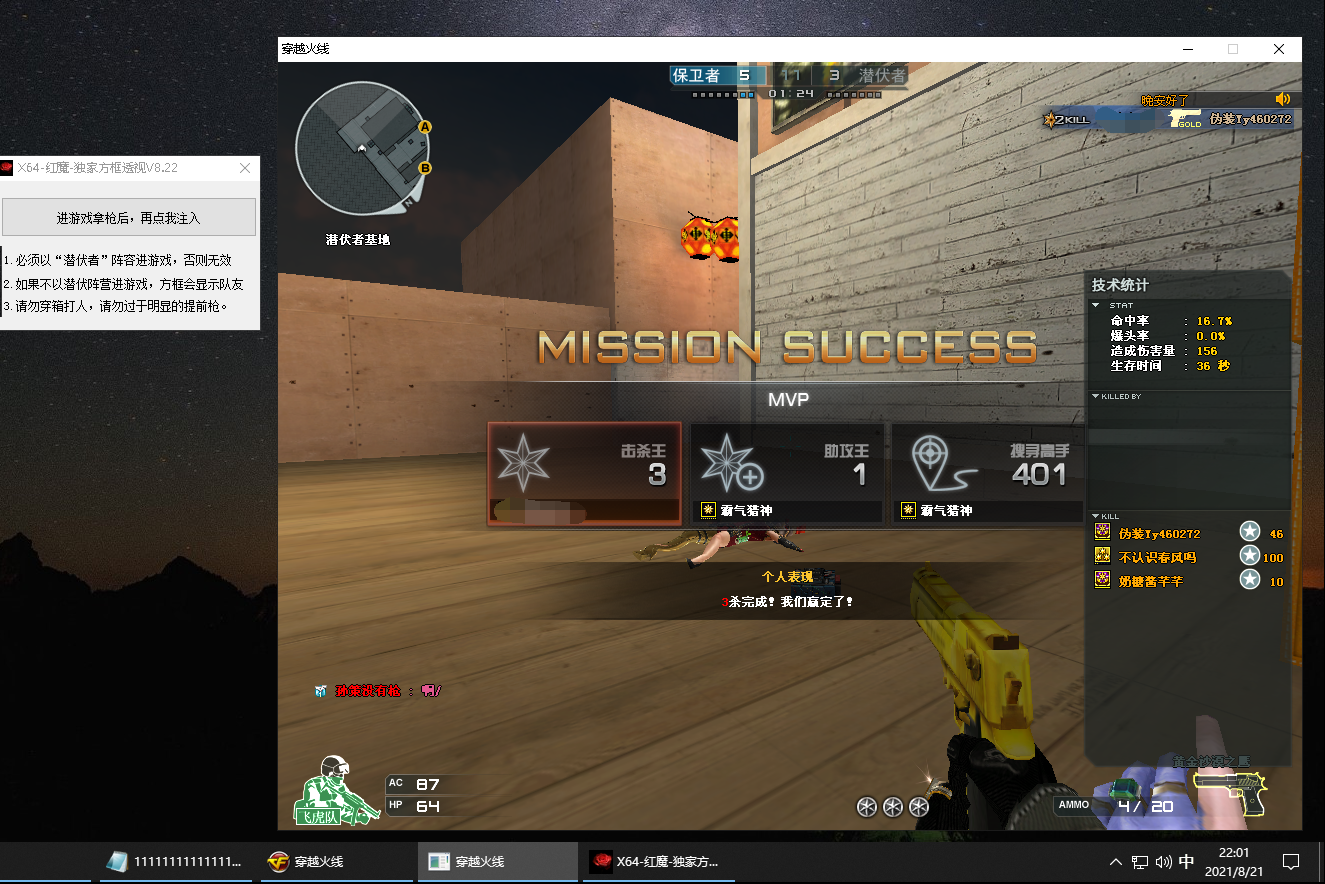 穿越火线
X64-红魔-独家方框透视V8.22
进游戏拿枪后，再点我注入
1.必须以“潜伏者”阵容进游戏，否则无效
2.如果不以潜伏阵营进游戏，方框会显示队友
3.请勿穿箱打人，请勿过于明显的提前枪。
保卫者 5 11 3 潜伏者
01:24
晚安好了
2KILL GOLD 伪装Ty460272
A
B
N
潜伏者基地
MISSION SUCCESS
MVP
击杀王
3
助攻王
1
霸气猎神
搜寻高手
401
霸气猎神
个人表现
3杀完成！我们赢定了！
技术统计
STAT
命中率 : 16.7%
爆头率 : 0.0%
造成伤害量 : 156
生存时间 : 36 秒
KILLED BY
KILL
伪装Ty460272 46
不认识春风吗 100
奶糖酱芊芊 10
飞虎队
AC 87
HP 64
黄金沙漠之鹰
AMMO 4/ 20
11111111111111...
穿越火线
穿越火线
X64-红魔-独家方...
中
22:01
2021/8/21